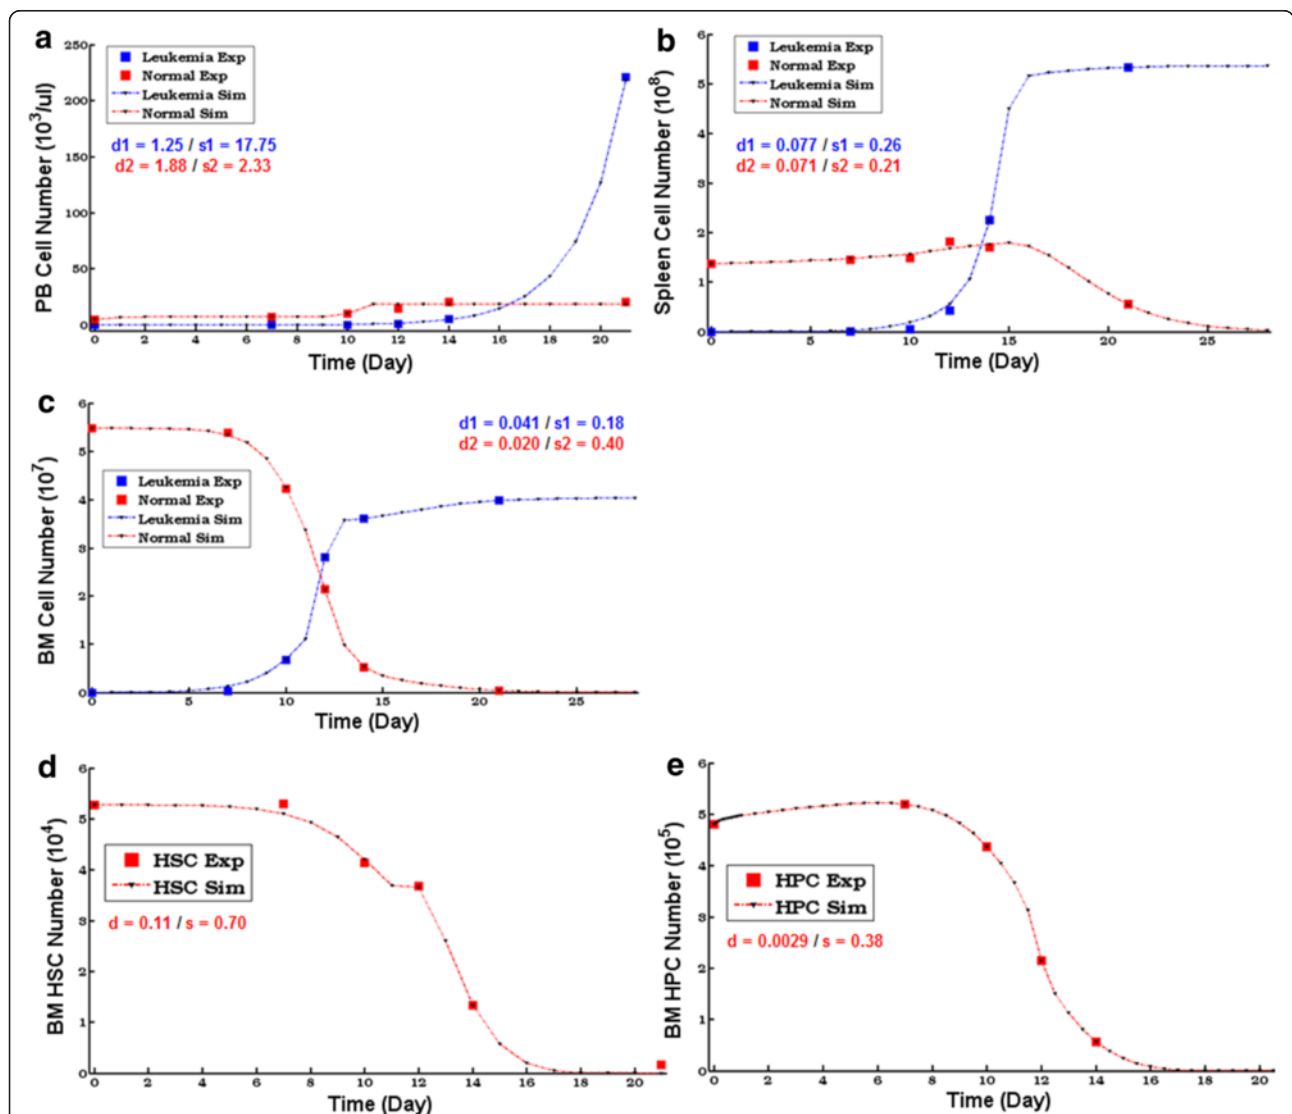 a
PB Cell Number (10³/ul)
250
200
150
100
50
0
Leukemia Exp
Normal Exp
Leukemia Sim
Normal Sim
d1 = 1.25 / s1 = 17.75
d2 = 1.88 / s2 = 2.33
0 2 4 6 8 10 12 14 16 18 20
Time (Day)
b
Spleen Cell Number (10⁸)
6
5
4
3
2
1
0
Leukemia Exp
Normal Exp
Leukemia Sim
Normal Sim
d1 = 0.077 / s1 = 0.26
d2 = 0.071 / s2 = 0.21
0 5 10 15 20 25
Time (Day)
c
BM Cell Number (10⁷)
6
5
4
3
2
1
0
d1 = 0.041 / s1 = 0.18
d2 = 0.020 / s2 = 0.40
Leukemia Exp
Normal Exp
Leukemia Sim
Normal Sim
0 5 10 15 20 25
Time (Day)
d
BM HSC Number (10⁴)
6
5
4
3
2
1
0
HSC Exp
HSC Sim
d = 0.11 / s = 0.70
0 2 4 6 8 10 12 14 16 18 20
Time (Day)
e
BM HPC Number (10⁵)
6
5
4
3
2
1
0
HPC Exp
HPC Sim
d = 0.0029 / s = 0.38
0 2 4 6 8 10 12 14 16 18 20
Time (Day)